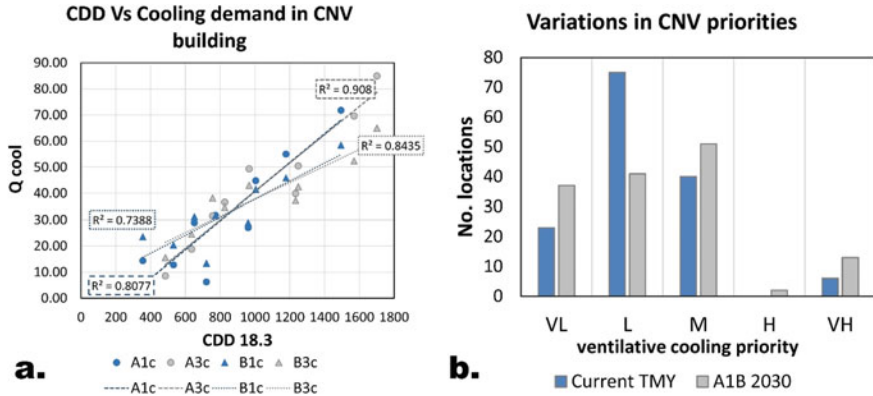 CDD Vs Cooling demand in CNV
building
Q cool
100.00
90.00
80.00
70.00
60.00
50.00
40.00
30.00
20.00
10.00
0.00
R² = 0.908
R² = 0.8435
R² = 0.7388
R² = 0.8077
0 200 400 600 800 1000 1200 1400 1600 1800
CDD 18.3
A1c A3c B1c B3c
A1c A3c B1c B3c
a.
Variations in CNV priorities
No. locations
80
70
60
50
40
30
20
10
0
VL L M H VH
ventilative cooling priority
Current TMY A1B 2030
b.